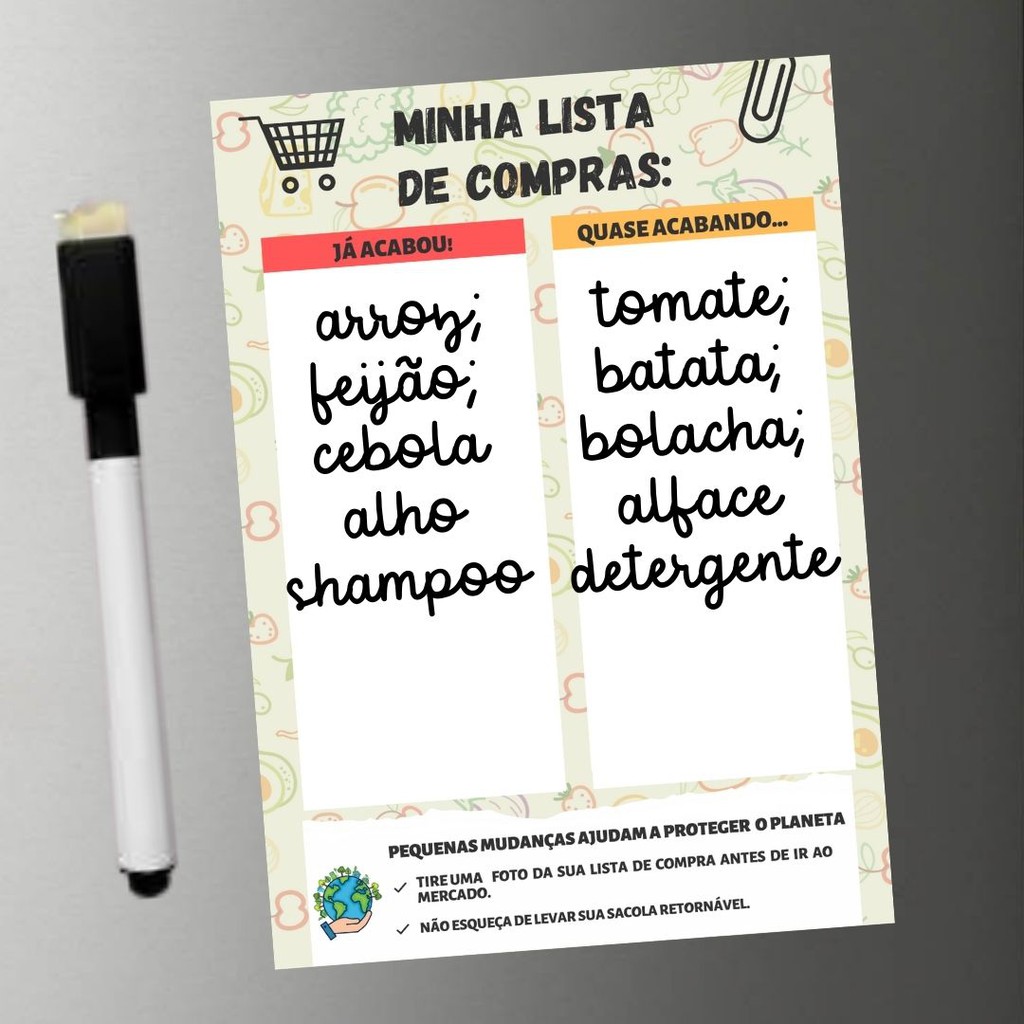 MINHA LISTA
DE COMPRAS:
JÁ ACABOU!
arroz;
feijão;
cebola
alho
shampoo
QUASE ACABANDO...
tomate;
batata;
bolacha;
alface
detergente
PEQUENAS MUDANÇAS AJUDAM A PROTEGER O PLANETA
TIRE UMA FOTO DA SUA LISTA DE COMPRA ANTES DE IR AO
MERCADO.
NÃO ESQUEÇA DE LEVAR SUA SACOLA RETORNÁVEL.